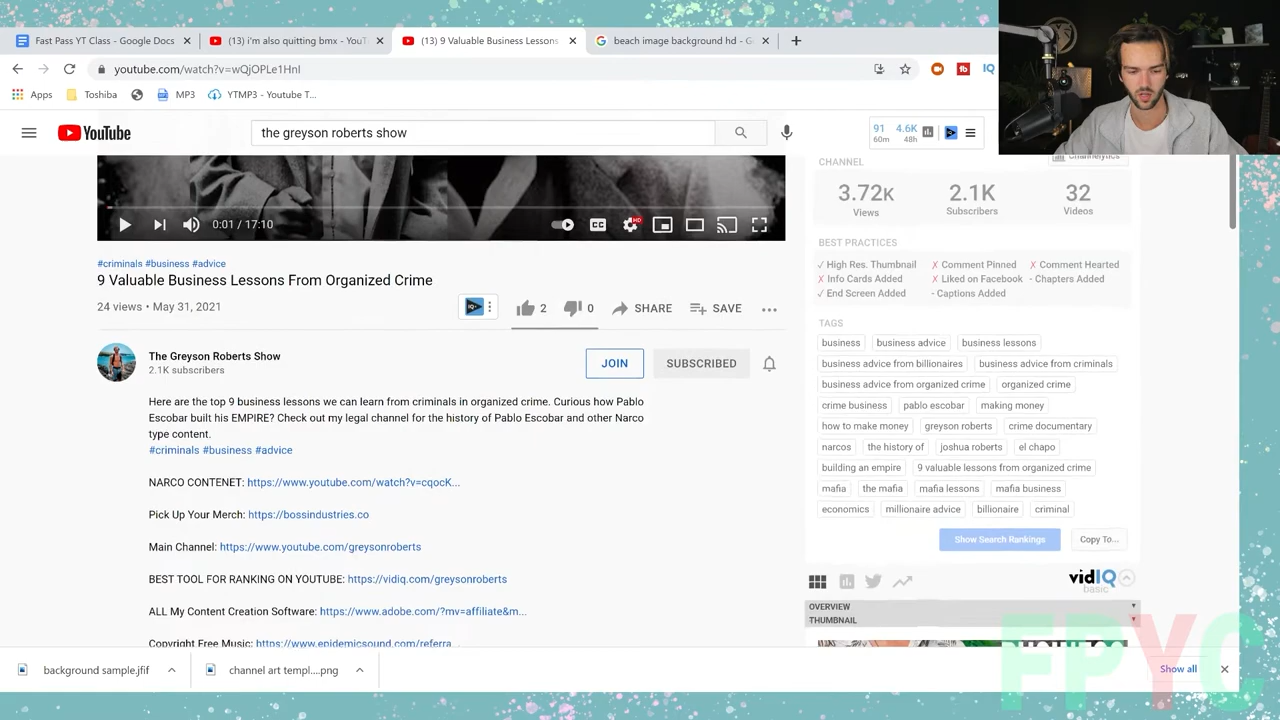 Fast Pass YT Class - Google Docs
(13) i'm also quitting bmx - YouT
(13) 9 Valuable Business Lessons
beach image background hd - G
youtube.com/watch?v=wQjOPLe1HnI
Apps
Toshiba
MP3
YTMP3 - Youtube T...
YouTube
the greyson roberts show
91
60m
4.6K
48h
CHANNEL
Channelytics
3.72K
Views
2.1K
Subscribers
32
Videos
BEST PRACTICES
✓ High Res. Thumbnail
✗ Comment Pinned
✗ Comment Hearted
✗ Info Cards Added
✗ Liked on Facebook
- Chapters Added
✓ End Screen Added
- Captions Added
TAGS
business
business advice
business lessons
business advice from billionaires
business advice from criminals
business advice from organized crime
organized crime
crime business
pablo escobar
making money
how to make money
greyson roberts
crime documentary
narcos
the history of
joshua roberts
el chapo
building an empire
9 valuable lessons from organized crime
mafia
the mafia
mafia lessons
mafia business
economics
millionaire advice
billionaire
criminal
Show Search Rankings
Copy To...
vidIQ
basic
OVERVIEW
THUMBNAIL
0:01 / 17:10
HD
#criminals #business #advice
9 Valuable Business Lessons From Organized Crime
24 views • May 31, 2021
2
0
SHARE
SAVE
The Greyson Roberts Show
2.1K subscribers
JOIN
SUBSCRIBED
Here are the top 9 business lessons we can learn from criminals in organized crime. Curious how Pablo
Escobar built his EMPIRE? Check out my legal channel for the history of Pablo Escobar and other Narco
type content.
#criminals #business #advice
NARCO CONTENET: https://www.youtube.com/watch?v=cqocK...
Pick Up Your Merch: https://bossindustries.co
Main Channel: https://www.youtube.com/greysonroberts
BEST TOOL FOR RANKING ON YOUTUBE: https://vidiq.com/greysonroberts
ALL My Content Creation Software: https://www.adobe.com/?mv=affiliate&m...
Copyright Free Music: https://www.epidemicsound.com/referra...
background sample.jfif
channel art templ....png
Show all
FPYC